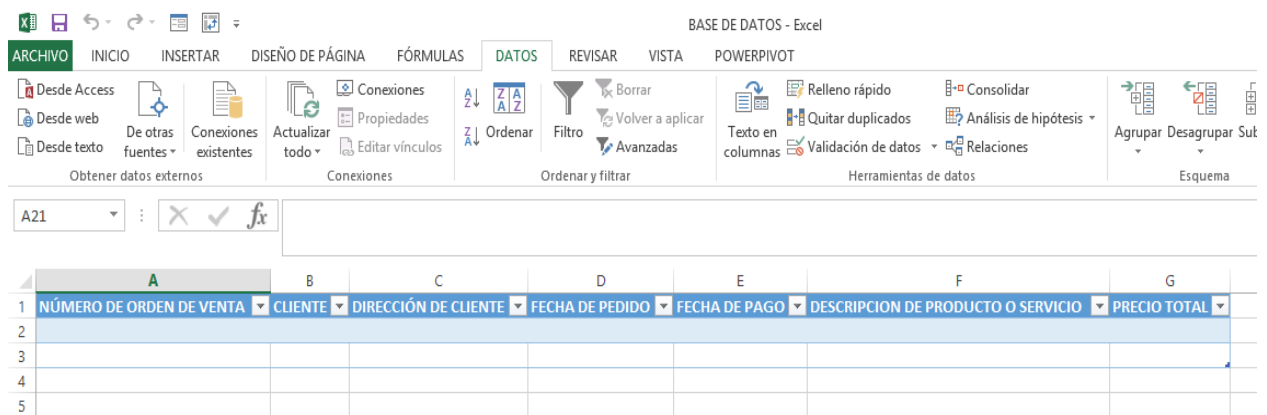 BASE DE DATOS - Excel
ARCHIVO INICIO INSERTAR DISEÑO DE PÁGINA FÓRMULAS DATOS REVISAR VISTA POWERPIVOT
Desde Access
Desde web
Desde texto
De otras fuentes
Conexiones existentes
Obtener datos externos
Actualizar todo
Conexiones
Propiedades
Editar vínculos
Conexiones
Ordenar
Filtro
Borrar
Volver a aplicar
Avanzadas
Ordenar y filtrar
Texto en columnas
Relleno rápido
Quitar duplicados
Validación de datos
Consolidar
Análisis de hipótesis
Relaciones
Herramientas de datos
Agrupar Desagrupar Sub
Esquema
A21
fx
A B C D E F G
1 NÚMERO DE ORDEN DE VENTA CLIENTE DIRECCIÓN DE CLIENTE FECHA DE PEDIDO FECHA DE PAGO DESCRIPCION DE PRODUCTO O SERVICIO PRECIO TOTAL
2
3
4
5